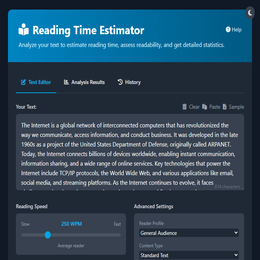 Reading Time Estimator
Help
Analyze your text to estimate reading time, assess readability, and get detailed statistics.
Text Editor
Analysis Results
History
Your Text:
Clear
Paste
Sample
The Internet is a global network of interconnected computers that has revolutionized the
way we communicate, access information, and conduct business. It was developed in the late
1960s as a project of the United States Department of Defense, originally called ARPANET.
Today, the Internet connects billions of devices worldwide, enabling instant communication,
information sharing, and a wide range of online services. Key technologies that power the
Internet include TCP/IP protocols, the World Wide Web, and various applications like email,
social media, and streaming platforms. As the Internet continues to evolve, it faces
characters
Reading Speed
Slow
250 WPM
Fast
Average reader
Advanced Settings
Reader Profile
General Audience
Content Type
Standard Text